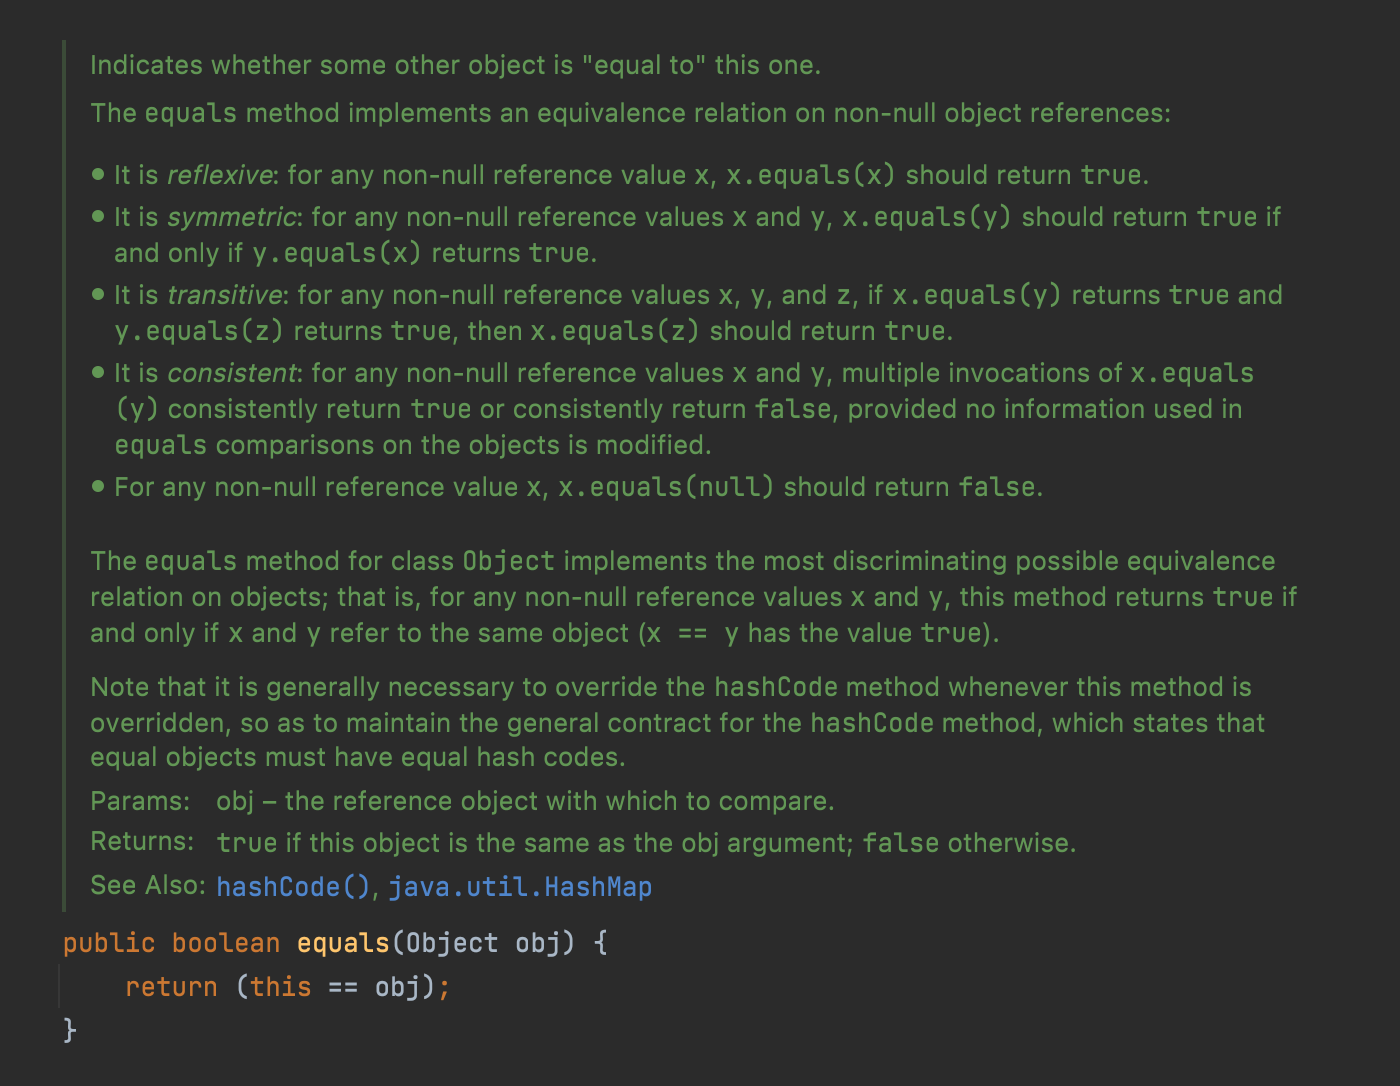 Indicates whether some other object is "equal to" this one.
The equals method implements an equivalence relation on non-null object references:
● It is reflexive: for any non-null reference value x, x.equals(x) should return true.
● It is symmetric: for any non-null reference values x and y, x.equals(y) should return true if
and only if y.equals(x) returns true.
● It is transitive: for any non-null reference values x, y, and z, if x.equals(y) returns true and
y.equals(z) returns true, then x.equals(z) should return true.
● It is consistent: for any non-null reference values x and y, multiple invocations of x.equals
(y) consistently return true or consistently return false, provided no information used in
equals comparisons on the objects is modified.
● For any non-null reference value x, x.equals(null) should return false.
The equals method for class Object implements the most discriminating possible equivalence
relation on objects; that is, for any non-null reference values x and y, this method returns true if
and only if x and y refer to the same object (x == y has the value true).
Note that it is generally necessary to override the hashCode method whenever this method is
overridden, so as to maintain the general contract for the hashCode method, which states that
equal objects must have equal hash codes.
Params: obj – the reference object with which to compare.
Returns: true if this object is the same as the obj argument; false otherwise.
See Also: hashCode(), java.util.HashMap
public boolean equals(Object obj) {
    return (this == obj);
}